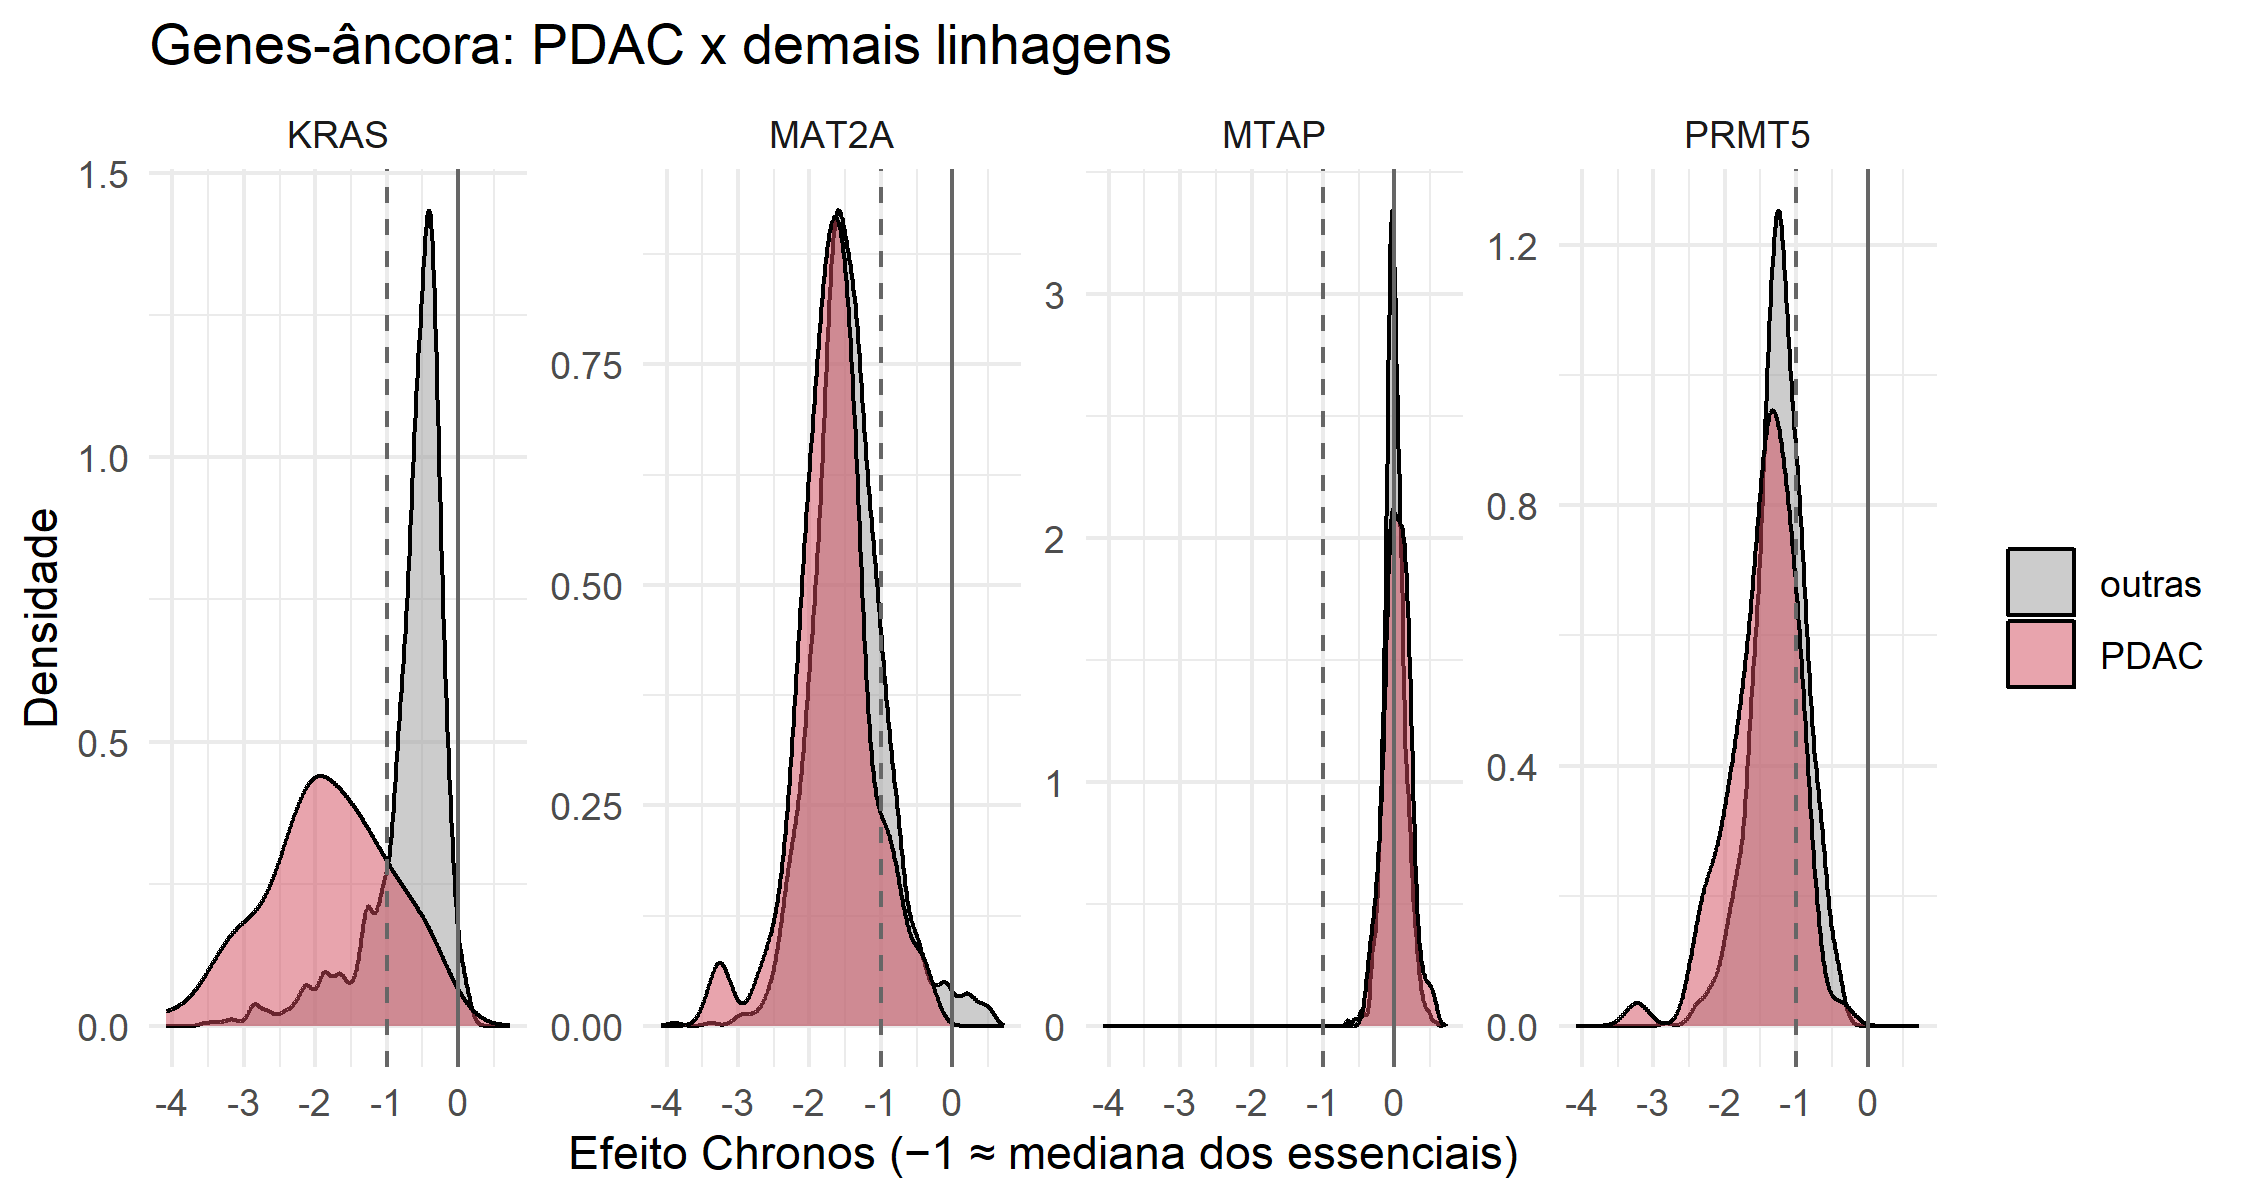 Genes-âncora: PDAC x demais linhagens
KRAS
MAT2A
MTAP
PRMT5
Densidade
1.5
1.0
0.5
0.0
0.75
0.50
0.25
0.00
3
2
1
0
1.2
0.8
0.4
0.0
-4 -3 -2 -1 0
-4 -3 -2 -1 0
-4 -3 -2 -1 0
-4 -3 -2 -1 0
Efeito Chronos (−1 ≈ mediana dos essenciais)
outras
PDAC